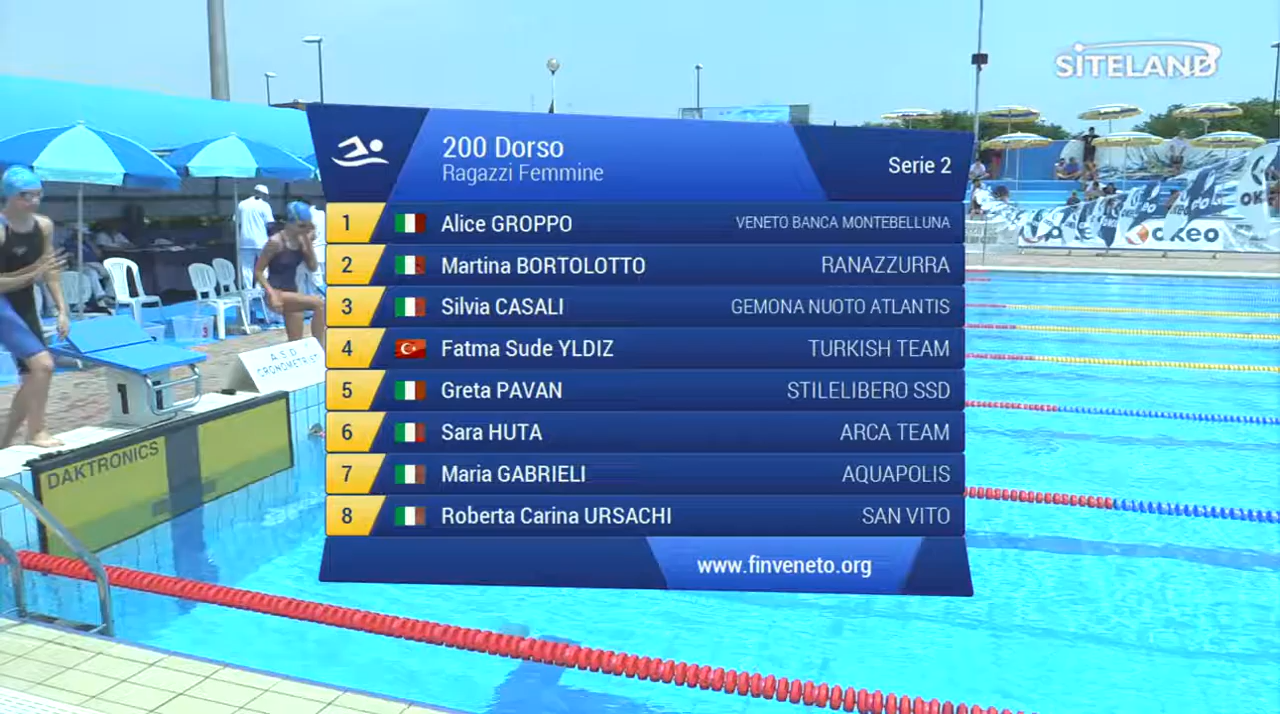 SITELAND
200 Dorso
Ragazzi Femmine
Serie 2
1 Alice GROPPO VENETO BANCA MONTEBELLUNA
2 Martina BORTOLOTTO RANAZZURRA
3 Silvia CASALI GEMONA NUOTO ATLANTIS
4 Fatma Sude YLDIZ TURKISH TEAM
5 Greta PAVAN STILELIBERO SSD
6 Sara HUTA ARCA TEAM
7 Maria GABRIELI AQUAPOLIS
8 Roberta Carina URSACHI SAN VITO
www.finveneto.org
A.S.D.
CRONOMETRISTI
1
DAKTRONICS
OKEO